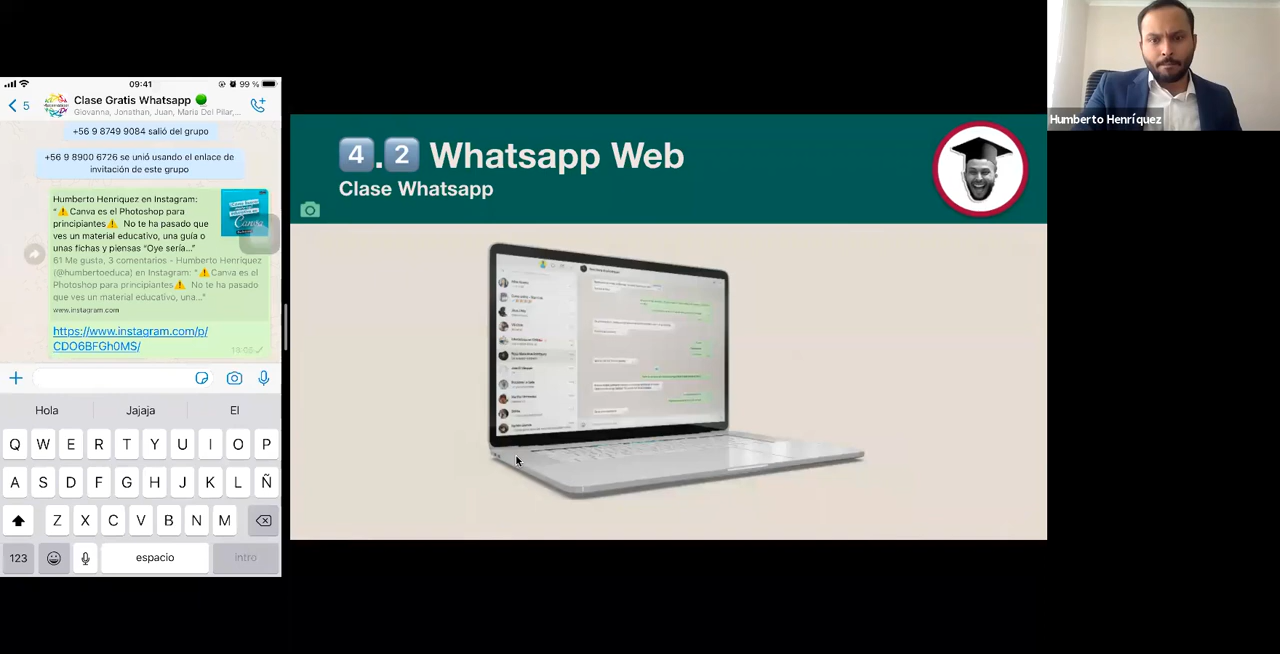 09:41
99 %
5
Clase Gratis Whatsapp
Giovanna, Jonathan, Juan, Maria Del Pilar,...
+56 9 8749 9084 salió del grupo
+56 9 8900 6726 se unió usando el enlace de
invitación de este grupo
Humberto Henriquez en Instagram:
“⚠️Canva es el Photoshop para
principiantes⚠️ No te ha pasado que
ves un material educativo, una guía o
unas fichas y piensas “Oye sería...”
61 Me gusta, 3 comentarios - Humberto Henriquez
(@humbertoeduca) en Instagram: “⚠️Canva es el
Photoshop para principiantes⚠️ No te ha pasado
que ves un material educativo, una...”
www.instagram.com
https://www.instagram.com/p/
CDO6BFGh0MS/
Hola Jajaja El
Q W E R T Y U I O P
A S D F G H J K L Ñ
Z X C V B N M
123 espacio intro
4.2 Whatsapp Web
Clase Whatsapp
Humberto Henríquez